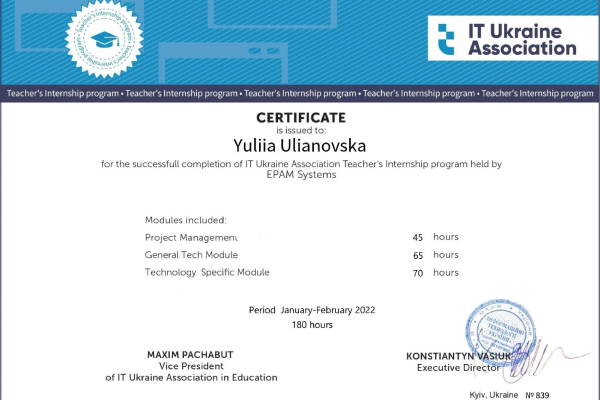 Teacher's Internship program
IT Ukraine
Association
Teacher's Internship program • Teacher's Internship program • Teacher's Internship program • Teacher's Internship program • Teacher's Internship program
CERTIFICATE
is issued to:
Yuliia Ulianovska
for the successfull completion of IT Ukraine Association Teacher's Internship program held by
EPAM Systems
Modules included:
Project Management 45 hours
General Tech Module 65 hours
Technology Specific Module 70 hours
Period January-February 2022
180 hours
MAXIM PACHABUT
Vice President
of IT Ukraine Association in Education
KONSTIANTYN VASIUK
Executive Director
Kyiv, Ukraine № 839